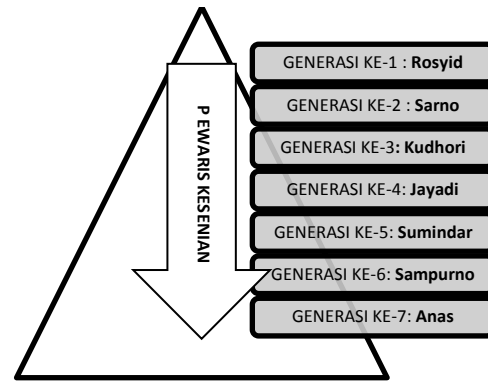 GENERASI KE-1 : Rosyid
GENERASI KE-2 : Sarno
GENERASI KE-3: Kudhori
GENERASI KE-4: Jayadi
GENERASI KE-5: Sumindar
GENERASI KE-6: Sampurno
GENERASI KE-7: Anas
P EWARIS KESENIAN